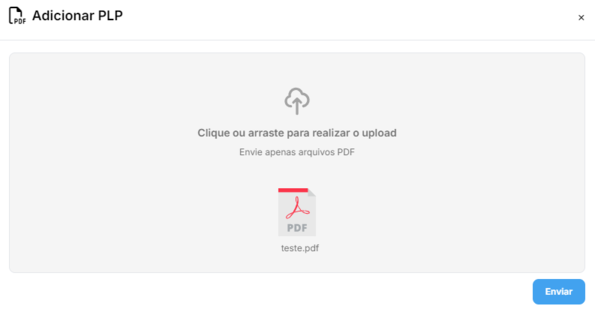 PDF Adicionar PLP
×
Clique ou arraste para realizar o upload
Envie apenas arquivos PDF
PDF
teste.pdf
Enviar